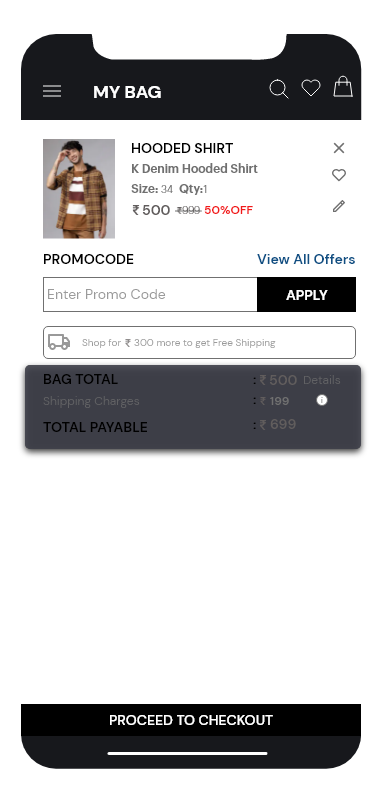 MY BAG
HOODED SHIRT
K Denim Hooded Shirt
Size: 34 Qty:1
₹ 500 ₹999 50%OFF
PROMOCODE View All Offers
Enter Promo Code APPLY
Shop for ₹ 300 more to get Free Shipping
BAG TOTAL : ₹ 500 Details
Shipping Charges : ₹ 199
TOTAL PAYABLE : ₹ 699
PROCEED TO CHECKOUT